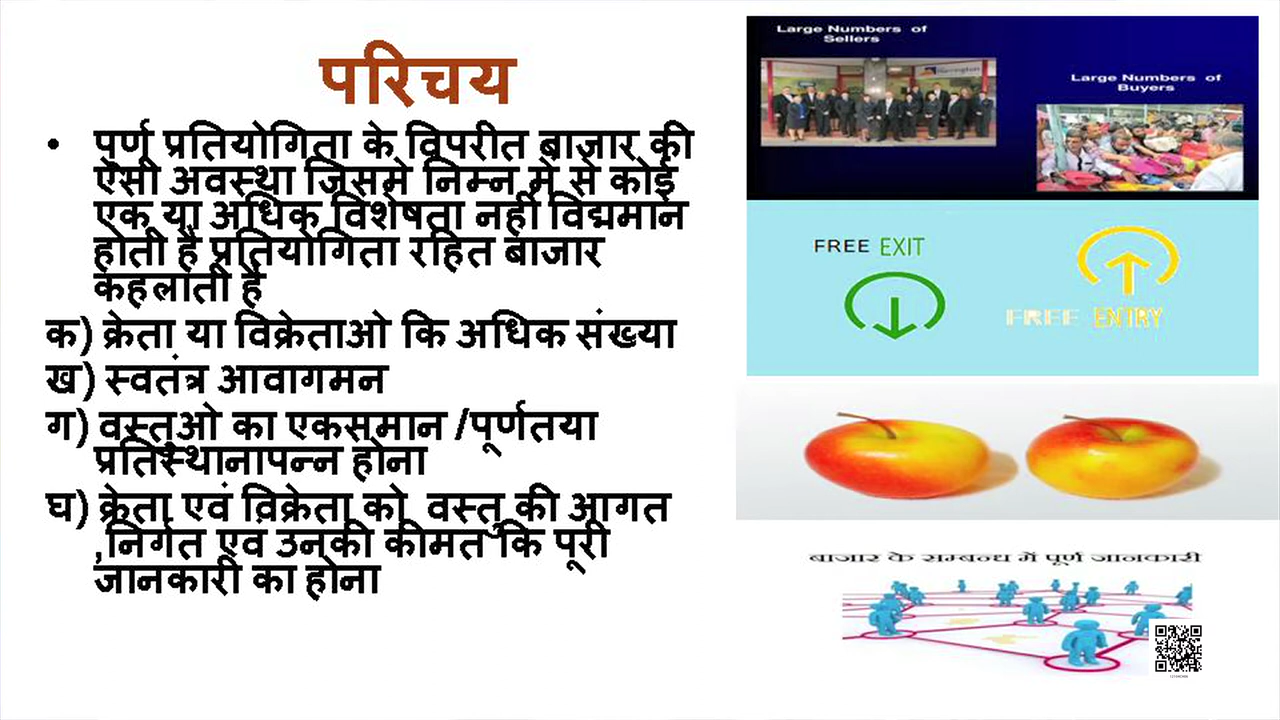 परिचय
• पूर्ण प्रतियोगिता के विपरीत बाजार की
ऐसी अवस्था जिसमे निम्न में से कोई
एक या अधिक विशेषता नहीं विद्यमान
होती है प्रतियोगिता रहित बाजार
कहलाती है
क) क्रेता या विक्रेताओ कि अधिक संख्या
ख) स्वतंत्र आवागमन
ग) वस्तुओ का एकसमान /पूर्णतया
प्रतिस्थानापन्न होना
घ) क्रेता एवं विक्रेता को वस्तु की आगत
,निर्गत एवं उनकी कीमत कि पूरी
जानकारी का होना
Large Numbers of
Sellers
Large Numbers of
Buyers
FREE EXIT
FREE ENTRY
बाजार के सम्बन्ध में पूर्ण जानकारी